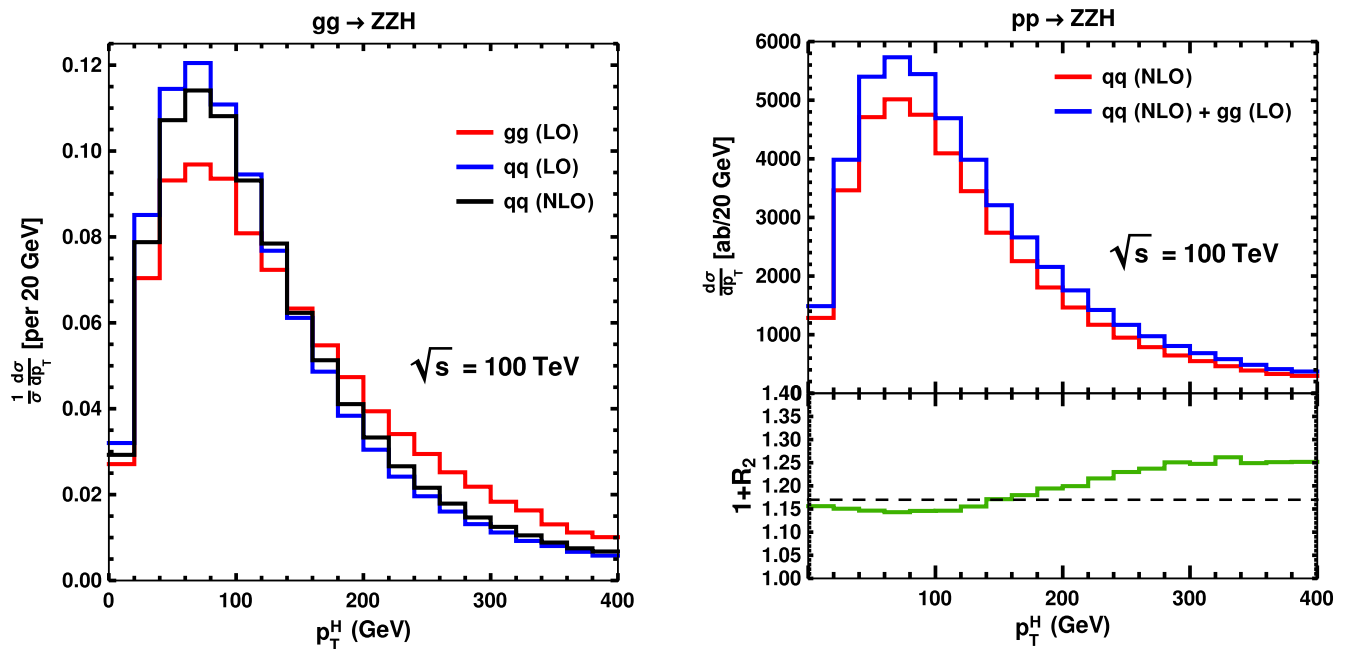 gg → ZZH
1/σ dσ/dp_T [per 20 GeV]
0.12
0.10
0.08
0.06
0.04
0.02
0.00
gg (LO)
qq (LO)
qq (NLO)
√s = 100 TeV
0 100 200 300 400
p_T^H (GeV)
pp → ZZH
dσ/dp_T [ab/20 GeV]
6000
5000
4000
3000
2000
1000
qq (NLO)
qq (NLO) + gg (LO)
√s = 100 TeV
1+R_2
1.40
1.35
1.30
1.25
1.20
1.15
1.10
1.05
1.00
100 200 300 400
p_T^H (GeV)